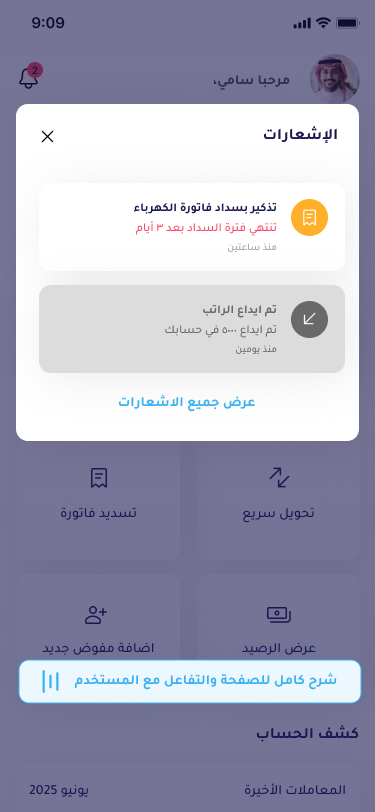 9:09
2
مرحبا سامي،
الإشعارات
تذكير بسداد فاتورة الكهرباء
تنتهي فترة السداد بعد ٣ أيام
منذ ساعتين
تم ايداع الراتب
تم ايداع ٥٠٠٠ في حسابك
منذ يومين
عرض جميع الاشعارات
تحويل سريع
تسديد فاتورة
عرض الرصيد
اضافة مفوض جديد
شرح كامل للصفحة والتفاعل مع المستخدم
كشف الحساب
المعاملات الأخيرة
يونيو 2025